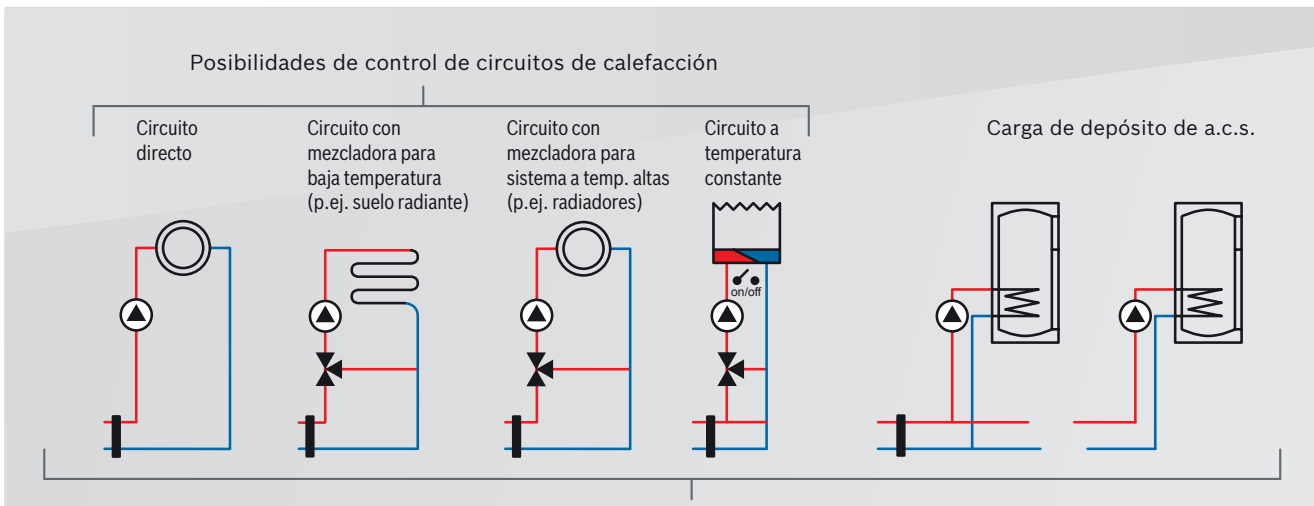 Posibilidades de control de circuitos de calefacción
Circuito
directo
Circuito con
mezcladora para
baja temperatura
(p.ej. suelo radiante)
Circuito con
mezcladora para
sistema a temp. altas
(p.ej. radiadores)
Circuito a
temperatura
constante
Carga de depósito de a.c.s.
on/off